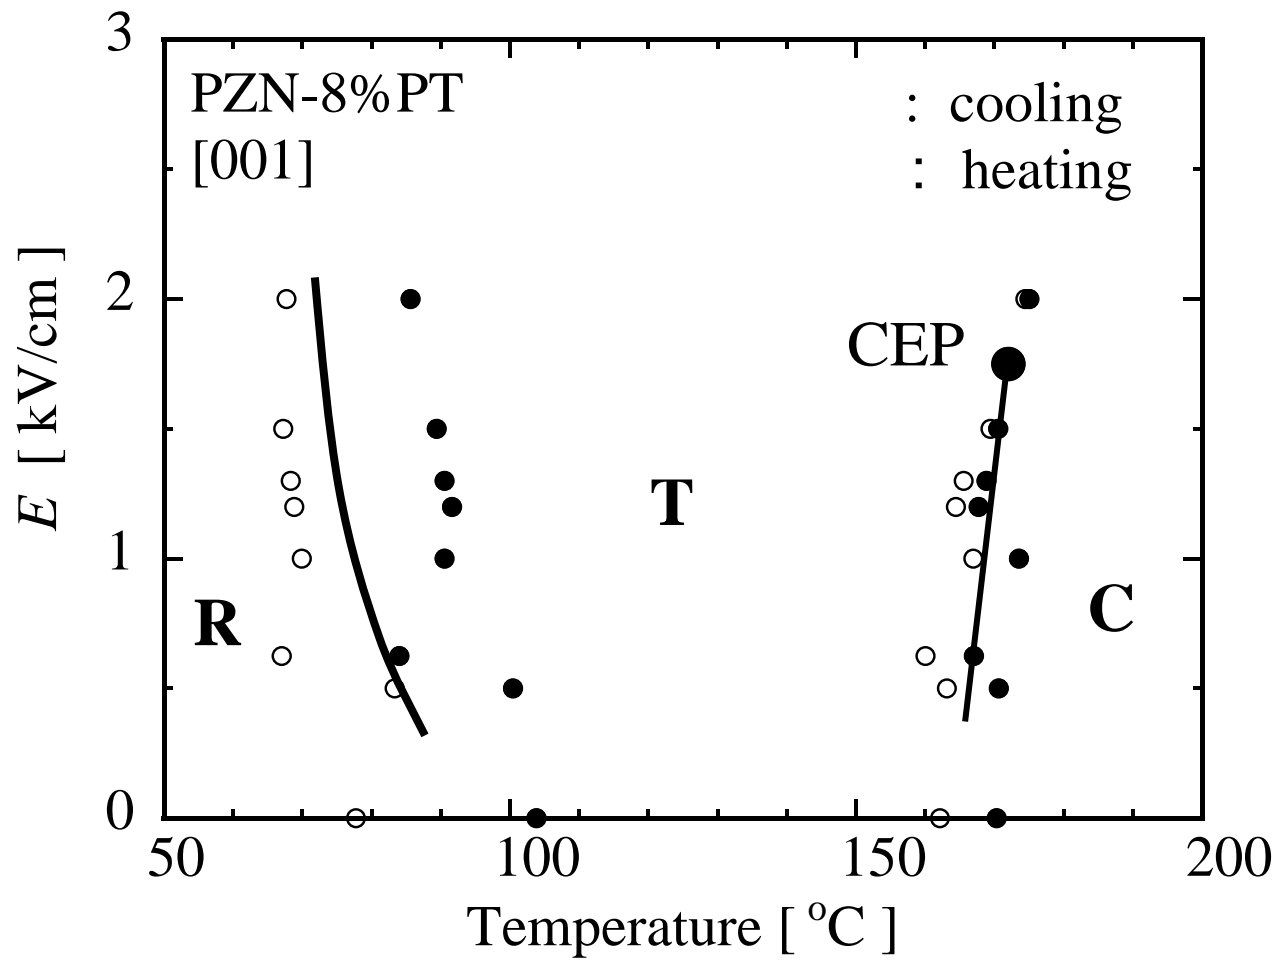 3
PZN-8%PT
: cooling
[001]
: heating
2
CEP
E [ kV/cm ]
T
1
R
C
0
50
100
150
200
Temperature [ °C ]